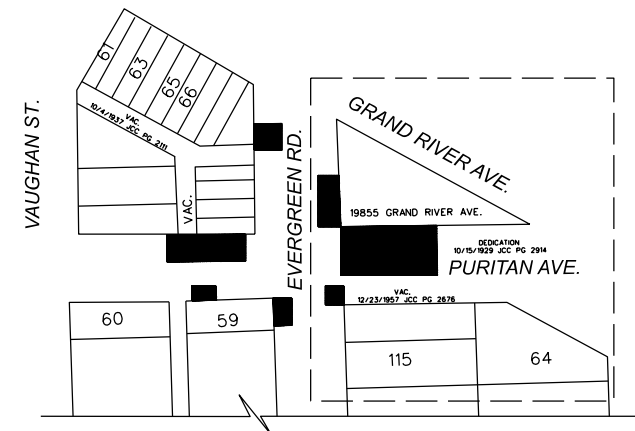 61
63
65
66
VAC.
10/4/1937 JCC PG 2111
VAC.
VAUGHAN ST.
EVERGREEN RD.
GRAND RIVER AVE.
19855 GRAND RIVER AVE.
DEDICATION
10/15/1929 JCC PG 2914
PURITAN AVE.
VAC.
12/23/1957 JCC PG 2676
60
59
115
64